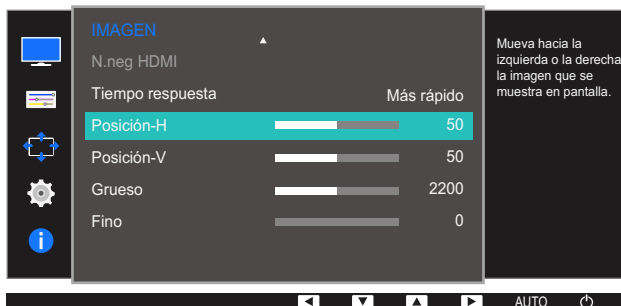 IMAGEN
N.neg HDMI
Tiempo respuesta Más rápido
Posición-H 50
Posición-V 50
Grueso 2200
Fino 0
Mueva hacia la
izquierda o la derecha
la imagen que se
muestra en pantalla.
AUTO